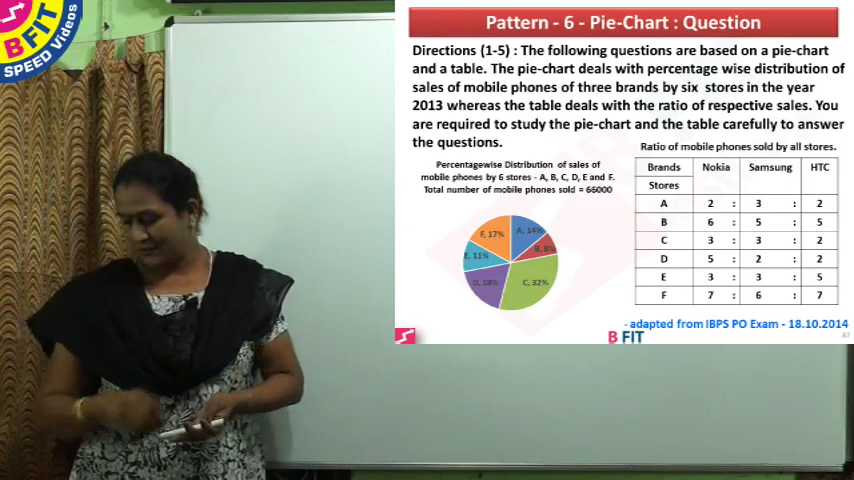 B FIT
SPEED Videos
Pattern - 6 - Pie-Chart : Question
Directions (1-5) : The following questions are based on a pie-chart
and a table. The pie-chart deals with percentage wise distribution of
sales of mobile phones of three brands by six stores in the year
2013 whereas the table deals with the ratio of respective sales. You
are required to study the pie-chart and the table carefully to answer
the questions.
Percentagewise Distribution of sales of
mobile phones by 6 stores - A, B, C, D, E and F.
Total number of mobile phones sold = 66000
F, 17%
A, 14%
B, 8%
E, 11%
D, 18%
C, 32%
Ratio of mobile phones sold by all stores.
Brands Nokia Samsung HTC
Stores
A 2 : 3 : 2
B 6 : 5 : 5
C 3 : 3 : 2
D 5 : 2 : 2
E 3 : 3 : 5
F 7 : 6 : 7
- adapted from IBPS PO Exam - 18.10.2014
B FIT